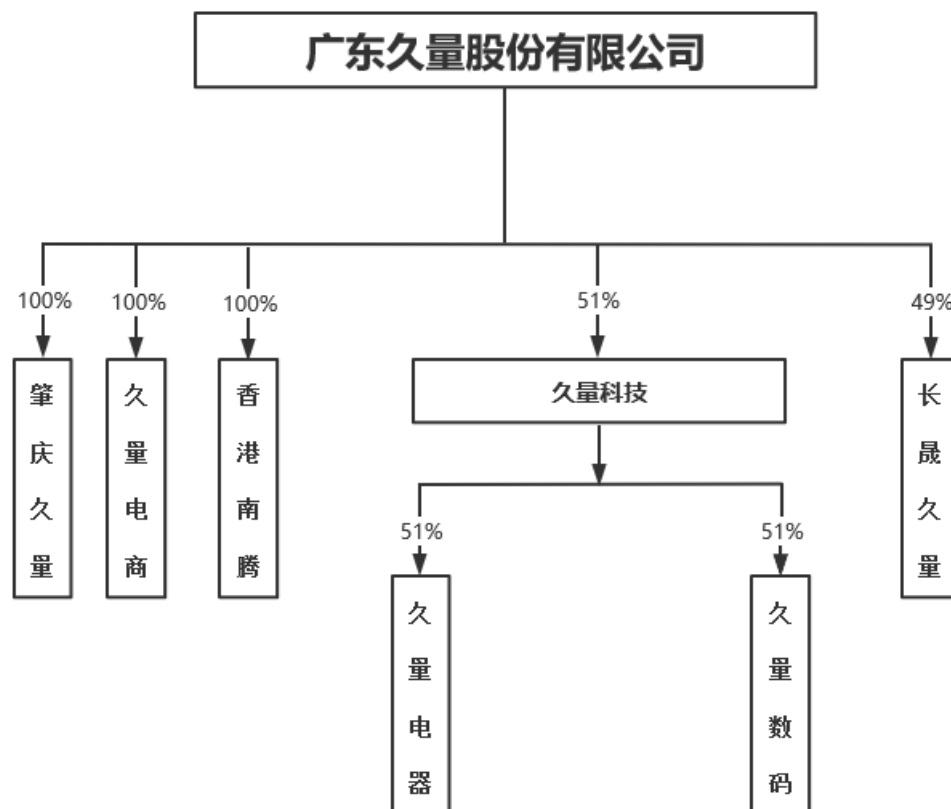 广东久量股份有限公司
100%
100%
100%
51%
49%
肇庆久量
久量电商
香港南腾
久量科技
长晟久量
51%
51%
久量电器
久量数码